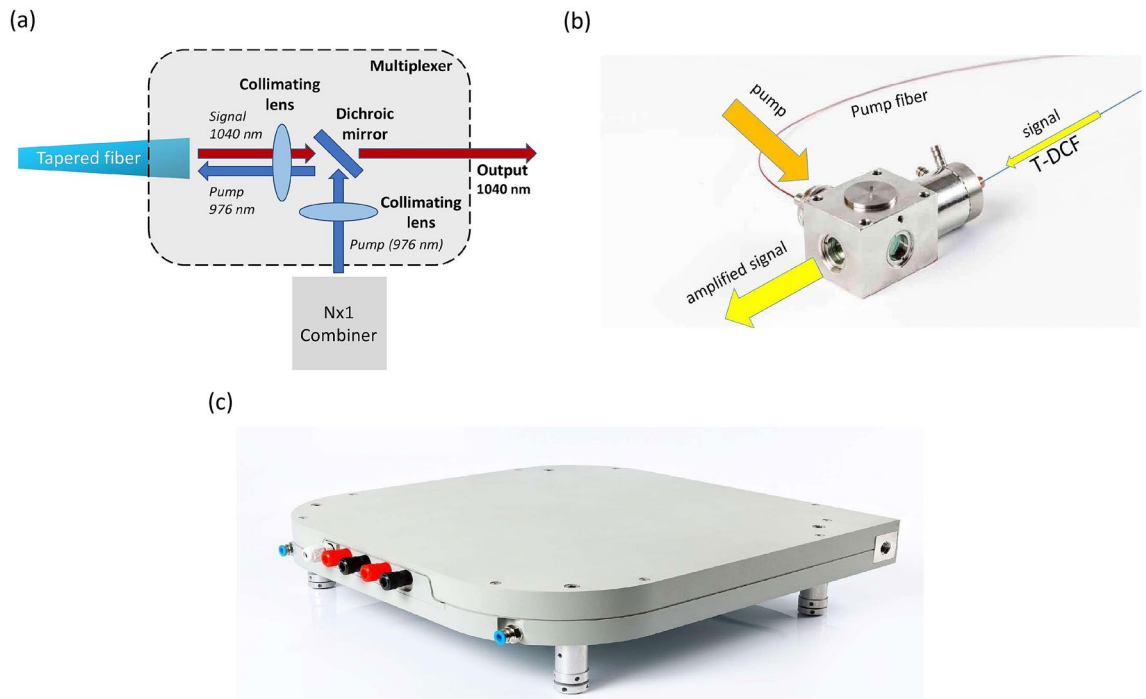 (a)
Multiplexer
Collimating
lens
Signal
1040 nm
Dichroic
mirror
Tapered fiber
Pump
976 nm
Output
1040 nm
Collimating
lens
Pump (976 nm)
Nx1
Combiner
(b)
pump
Pump fiber
signal
T-DCF
amplified signal
(c)